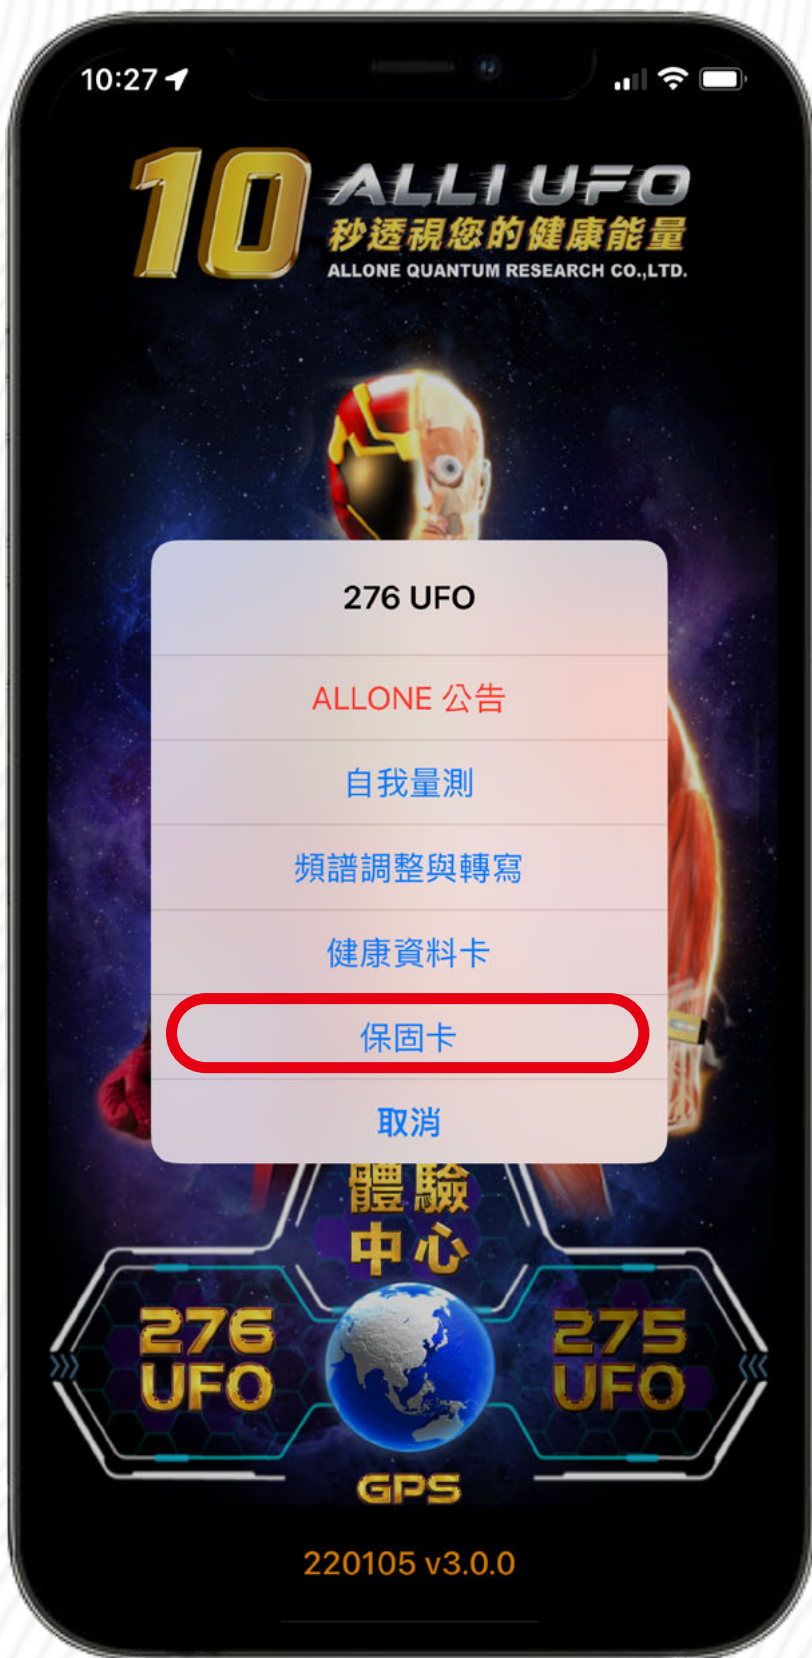 10:27
10
ALLI UFO
秒透視您的健康能量
ALLONE QUANTUM RESEARCH CO.,LTD.
276 UFO
ALLONE 公告
自我量測
頻譜調整與轉寫
健康資料卡
保固卡
取消
體驗
中心
276
UFO
275
UFO
GPS
220105 v3.0.0